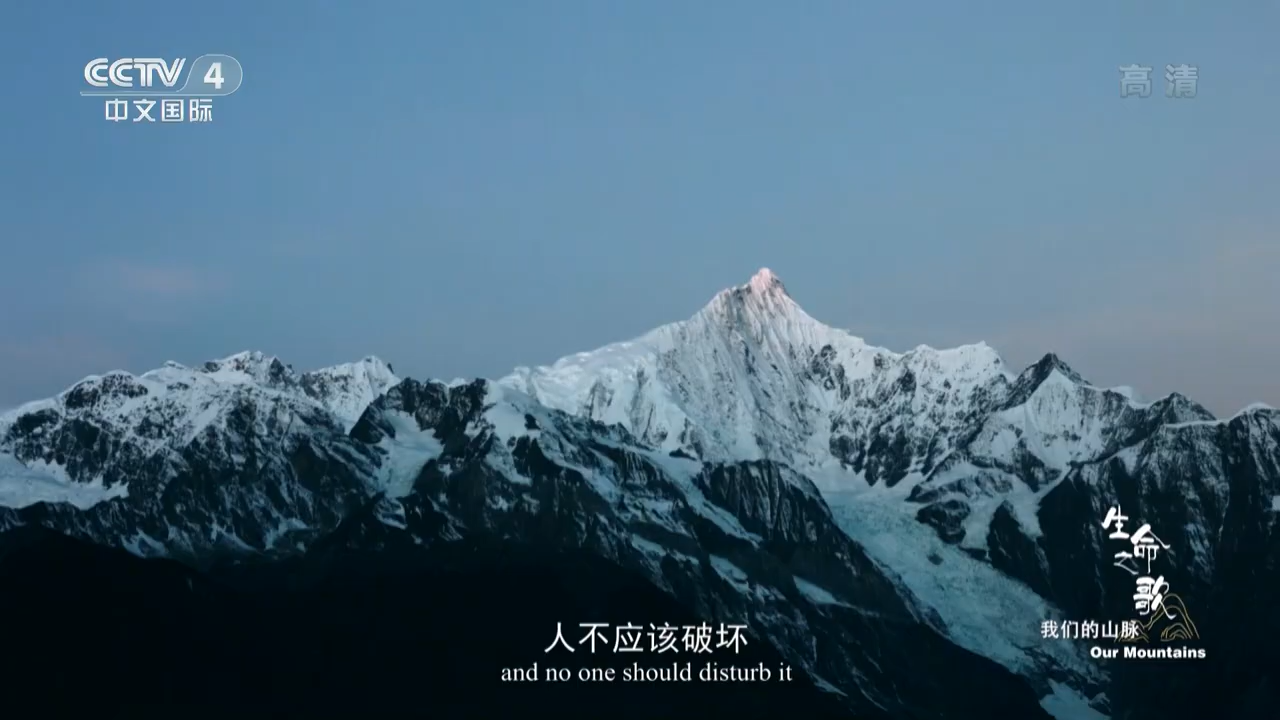 CCTV 4
中文国际
高清
生命之歌
我们的山脉
Our Mountains
人不应该破坏
and no one should disturb it